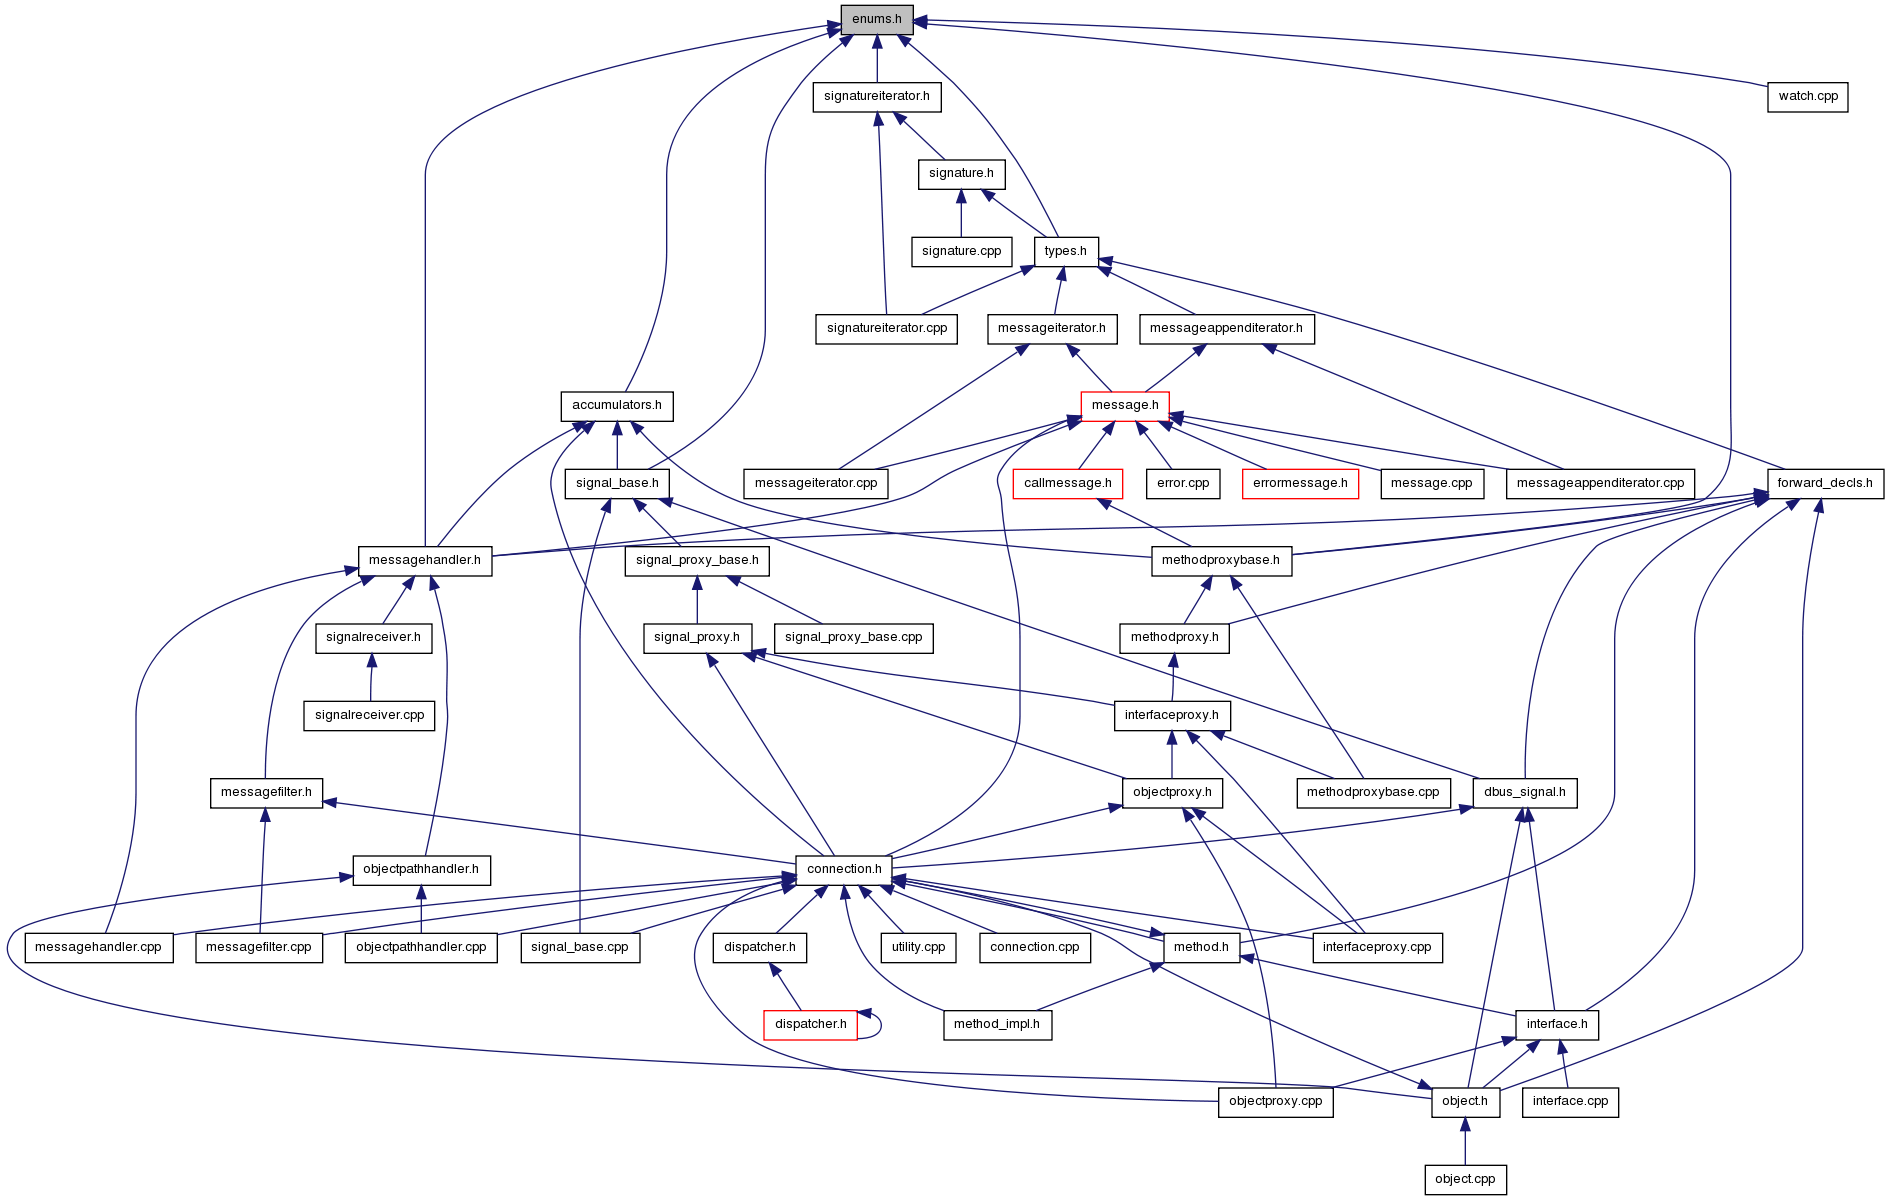 enums.h
signatureiterator.h
watch.cpp
signature.h
signature.cpp
types.h
signatureiterator.cpp
messageiterator.h
messageappenditerator.h
accumulators.h
message.h
signal_base.h
messageiterator.cpp
callmessage.h
error.cpp
errormessage.h
message.cpp
messageappenditerator.cpp
forward_decls.h
messagehandler.h
signal_proxy_base.h
methodproxybase.h
signalreceiver.h
signal_proxy.h
signal_proxy_base.cpp
methodproxy.h
signalreceiver.cpp
interfaceproxy.h
messagefilter.h
objectproxy.h
methodproxybase.cpp
dbus_signal.h
objectpathhandler.h
connection.h
messagehandler.cpp
messagefilter.cpp
objectpathhandler.cpp
signal_base.cpp
dispatcher.h
utility.cpp
connection.cpp
method.h
interfaceproxy.cpp
dispatcher.h
method_impl.h
interface.h
objectproxy.cpp
object.h
interface.cpp
object.cpp